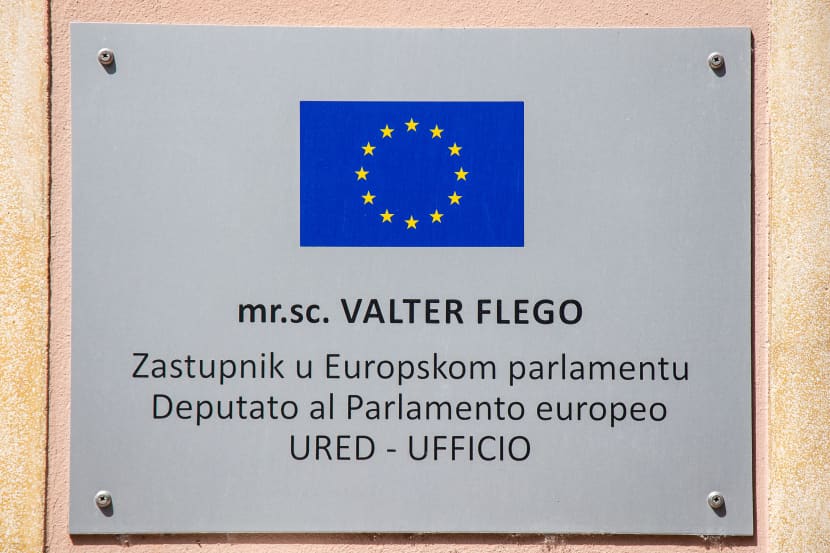 mr.sc. VALTER FLEGO
Zastupnik u Europskom parlamentu
Deputato al Parlamento europeo
URED - UFFICIO